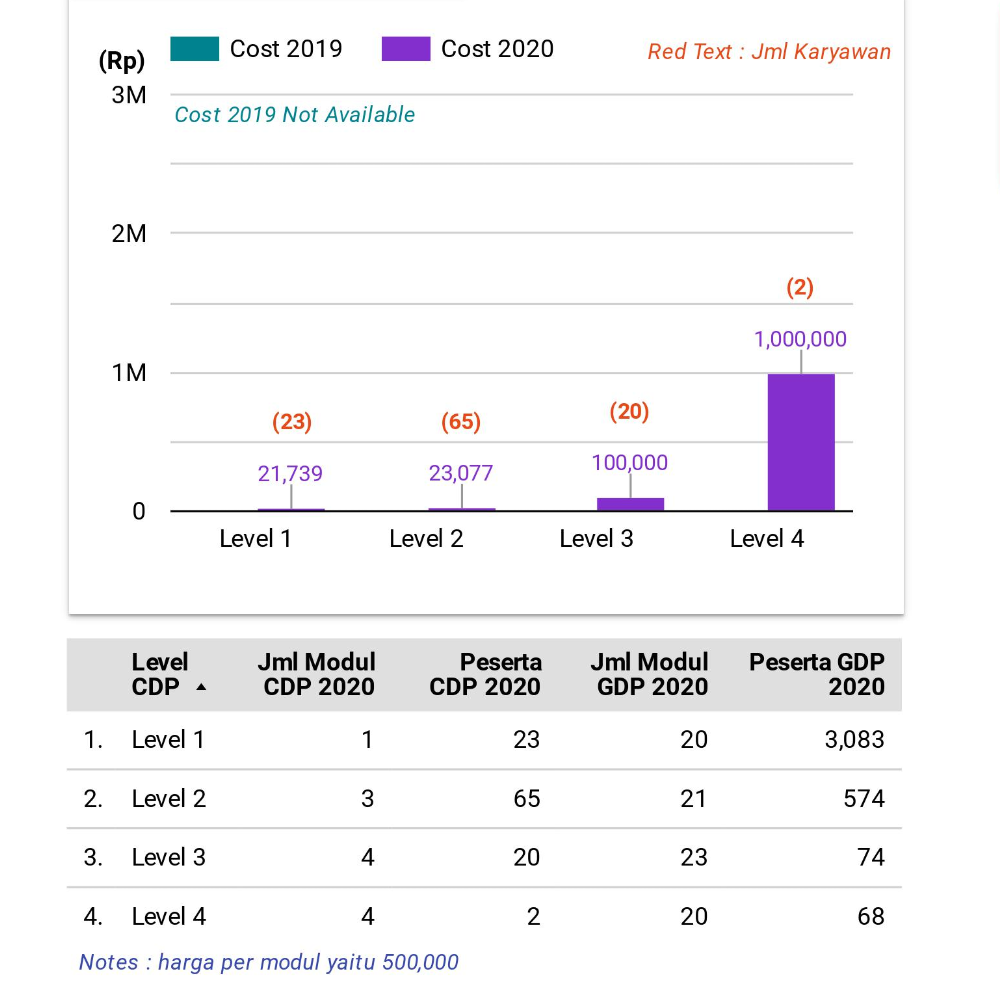 (Rp)
Cost 2019
Cost 2020
Red Text : Jml Karyawan
3M
Cost 2019 Not Available
2M
(2)
1,000,000
1M
(23)
(65)
(20)
21,739
23,077
100,000
0
Level 1
Level 2
Level 3
Level 4
Level CDP ▲ Jml Modul CDP 2020 Peserta CDP 2020 Jml Modul GDP 2020 Peserta GDP 2020
1. Level 1 1 23 20 3,083
2. Level 2 3 65 21 574
3. Level 3 4 20 23 74
4. Level 4 4 2 20 68
Notes : harga per modul yaitu 500,000